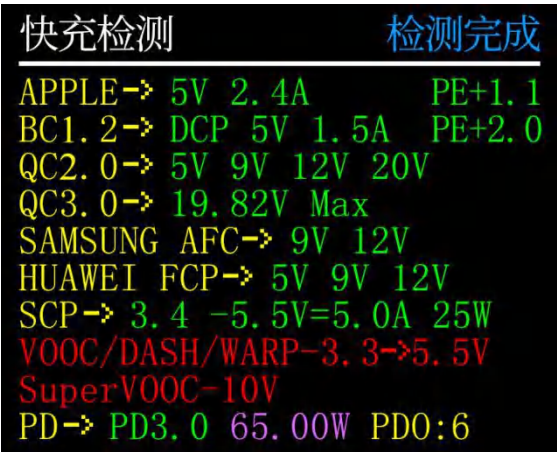 快充检测 检测完成
APPLE-> 5V 2.4A PE+1.1
BC1.2-> DCP 5V 1.5A PE+2.0
QC2.0-> 5V 9V 12V 20V
QC3.0-> 19.82V Max
SAMSUNG AFC-> 9V 12V
HUAWEI FCP-> 5V 9V 12V
SCP-> 3.4 -5.5V=5.0A 25W
VOOC/DASH/WARP-3.3->5.5V
SuperVOOC-10V
PD-> PD3.0 65.00W PDO:6